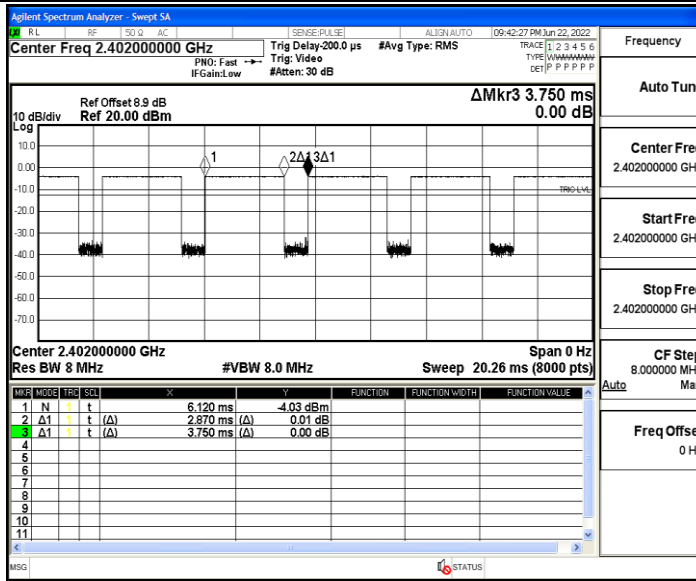 Agilent Spectrum Analyzer - Swept SA
RL RF 50 Ω AC SENSE:PULSE ALIGN AUTO 09:42:27 PM Jun 22, 2022
Center Freq 2.402000000 GHz
PNO: Fast
IFGain:Low
Trig Delay-200.0 µs
Trig: Video
#Atten: 30 dB
#Avg Type: RMS
TRACE 1 2 3 4 5 6
TYPE
DET P P P P P P
Ref Offset 8.9 dB
Ref 20.00 dBm
ΔMkr3 3.750 ms
0.00 dB
10 dB/div
Log
10.0
0.00
-10.0
-20.0
-30.0
-40.0
-50.0
-60.0
-70.0
1
2Δ1
3Δ1
TRIG LVL
Center 2.402000000 GHz
Span 0 Hz
Res BW 8 MHz
#VBW 8.0 MHz
Sweep 20.26 ms (8000 pts)
MKR MODE TRC SCL X Y FUNCTION FUNCTION WIDTH FUNCTION VALUE
1 N 1 t 6.120 ms -4.03 dBm
2 Δ1 1 t (Δ) 2.870 ms (Δ) 0.01 dB
3 Δ1 1 t (Δ) 3.750 ms (Δ) 0.00 dB
4
5
6
7
8
9
10
11
MSG
STATUS
Frequency
Auto Tun
Center Fre
2.402000000 GH
Start Fre
2.402000000 GH
Stop Fre
2.402000000 GH
CF Step
8.000000 MH
Auto Ma
Freq Offse
0 H